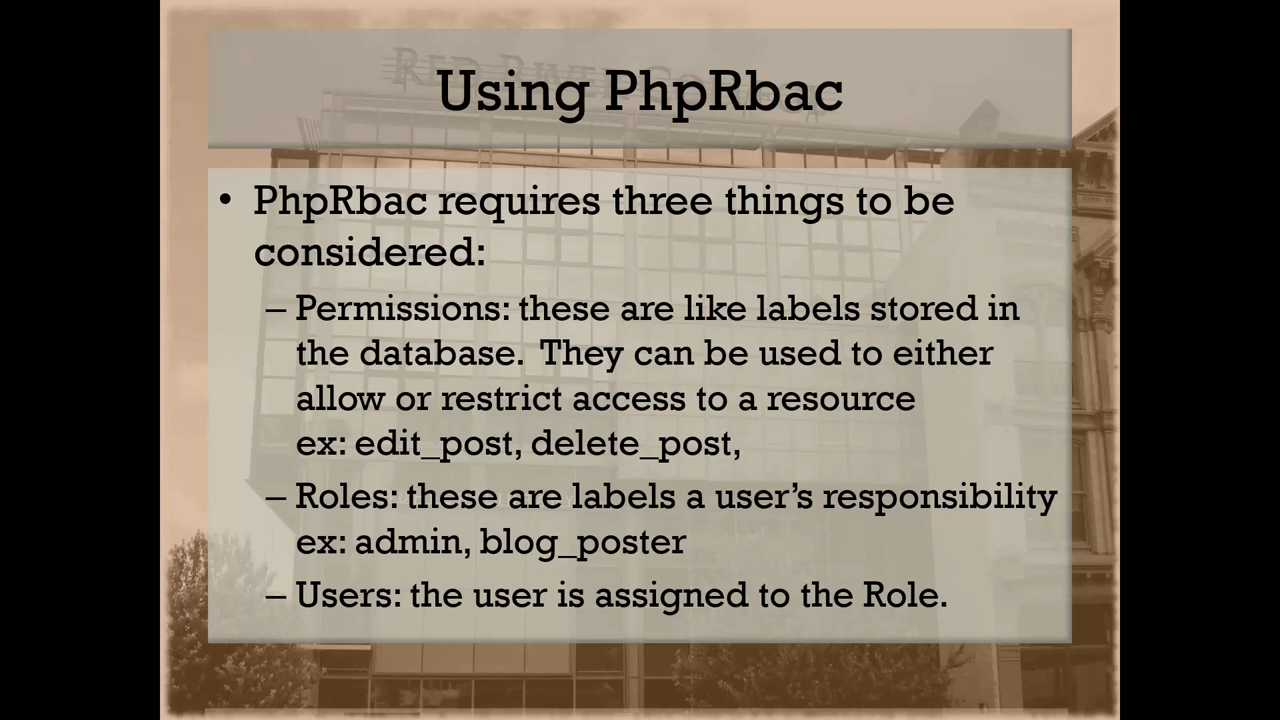 Using PhpRbac
• PhpRbac requires three things to be
considered:
– Permissions: these are like labels stored in
the database.  They can be used to either
allow or restrict access to a resource
ex: edit_post, delete_post,
– Roles: these are labels a user’s responsibility
ex: admin, blog_poster
– Users: the user is assigned to the Role.